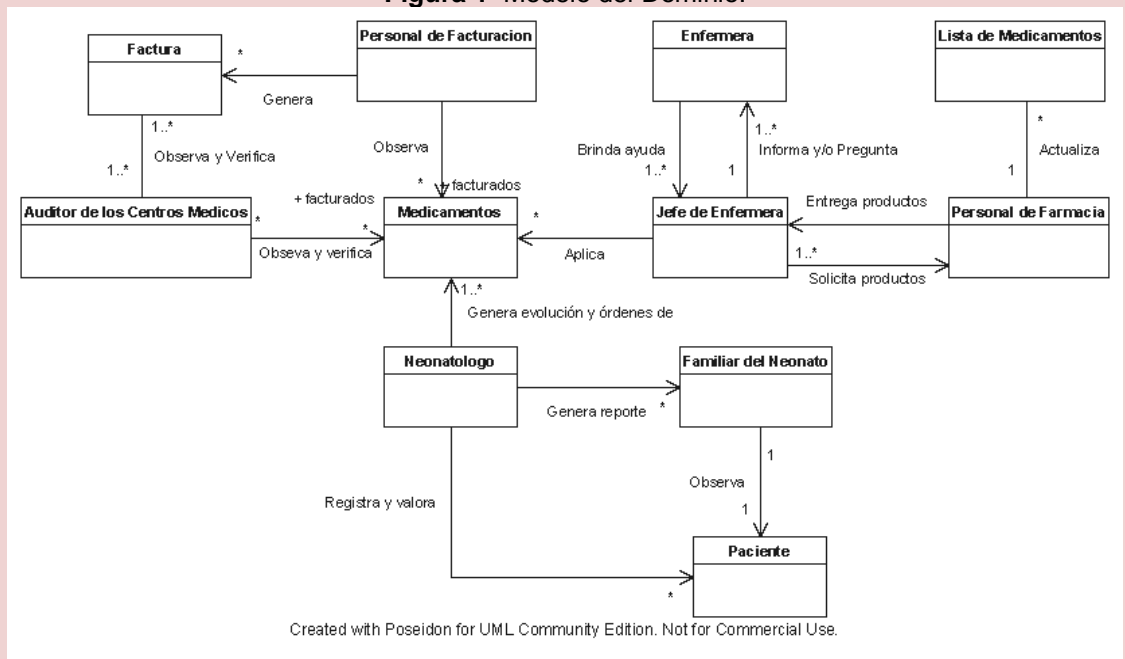 Figura 1 Modelo del Dominio.
Factura
Personal de Facturacion
Enfermera
Lista de Medicamentos
*
Genera
1..*
Observa y Verifica
1..*
Observa
* + facturados
Brinda ayuda
1..*
1..*
Informa y/o Pregunta
1
*
Actualiza
1
Auditor de los Centros Medicos
*
+ facturados
*
Obseva y verifica
Medicamentos
*
Aplica
Jefe de Enfermera
Entrega productos
1..*
Solicita productos
Personal de Farmacia
1..*
Genera evolución y órdenes de
Neonatologo
Familiar del Neonato
Genera reporte
*
1
Registra y valora
Observa
1
Paciente
*
Created with Poseidon for UML Community Edition. Not for Commercial Use.